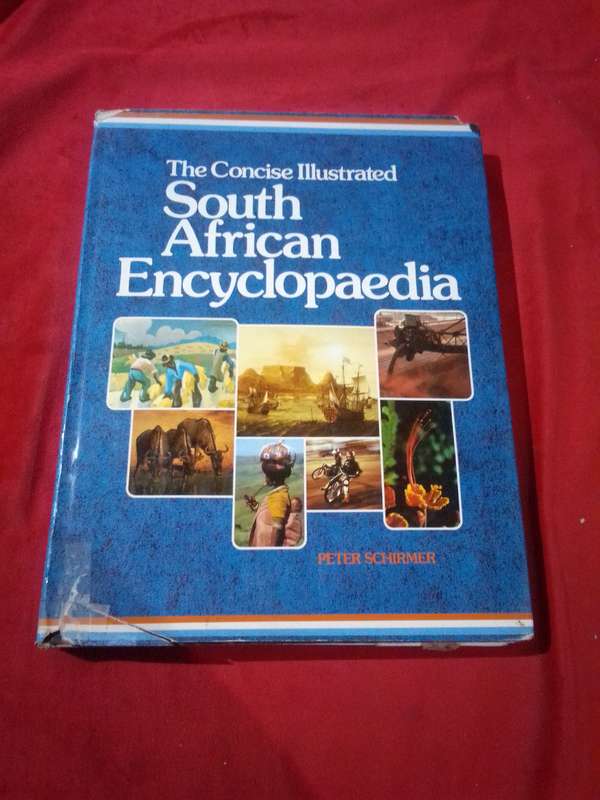 The Concise Illustrated
South
African
Encyclopaedia
PETER SCHIRMER